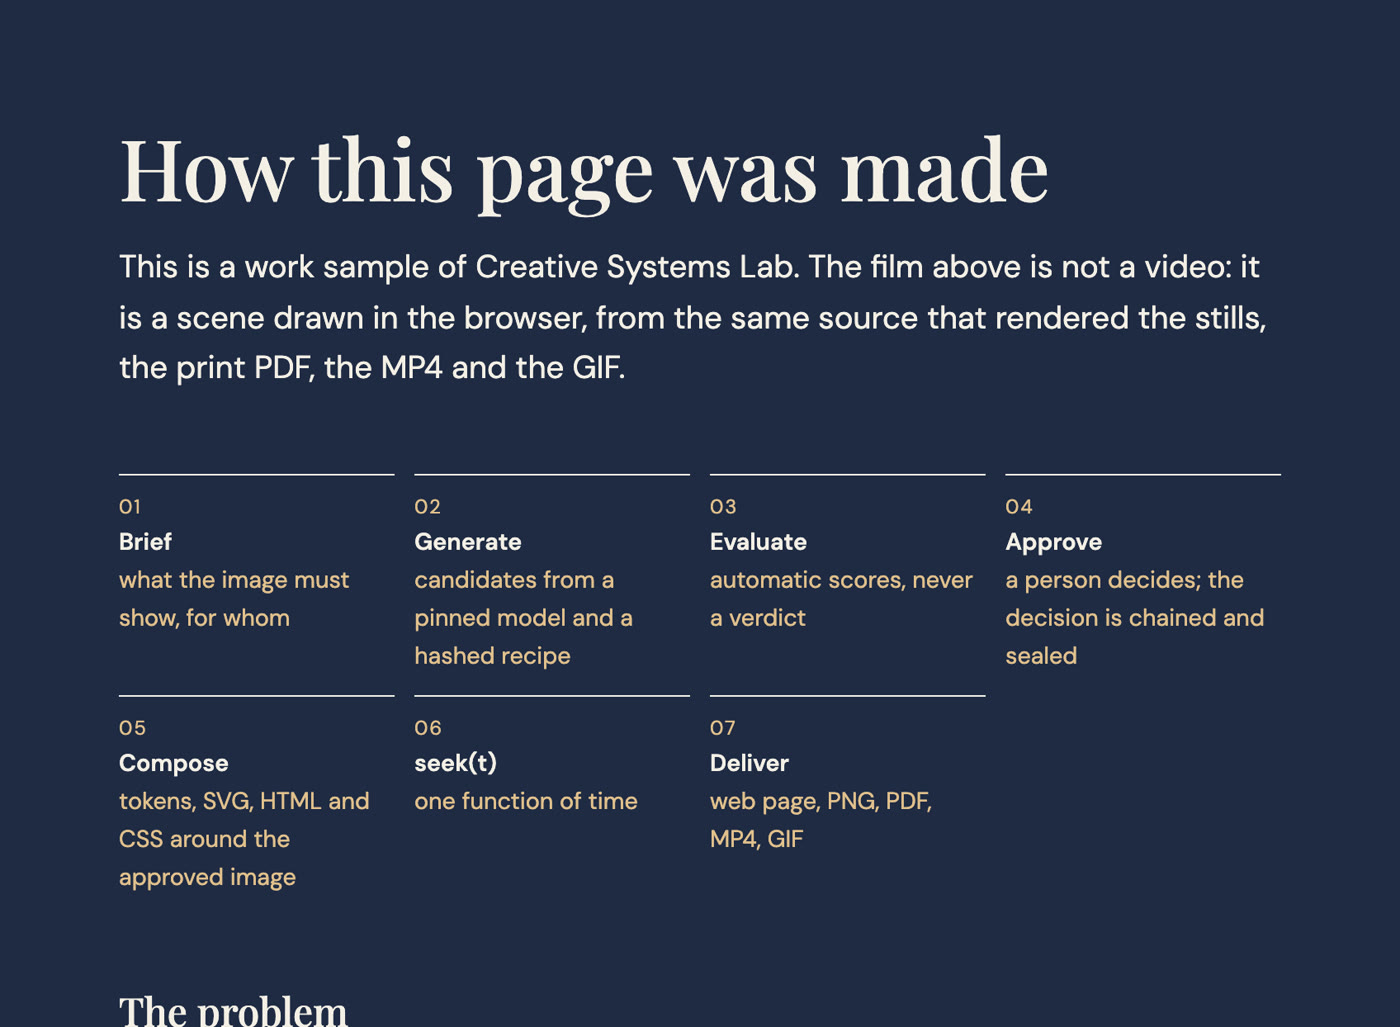 How this page was made
This is a work sample of Creative Systems Lab. The film above is not a video: it
is a scene drawn in the browser, from the same source that rendered the stills,
the print PDF, the MP4 and the GIF.
01
Brief
what the image must
show, for whom
02
Generate
candidates from a
pinned model and a
hashed recipe
03
Evaluate
automatic scores, never
a verdict
04
Approve
a person decides; the
decision is chained and
sealed
05
Compose
tokens, SVG, HTML and
CSS around the
approved image
06
seek(t)
one function of time
07
Deliver
web page, PNG, PDF,
MP4, GIF
The problem